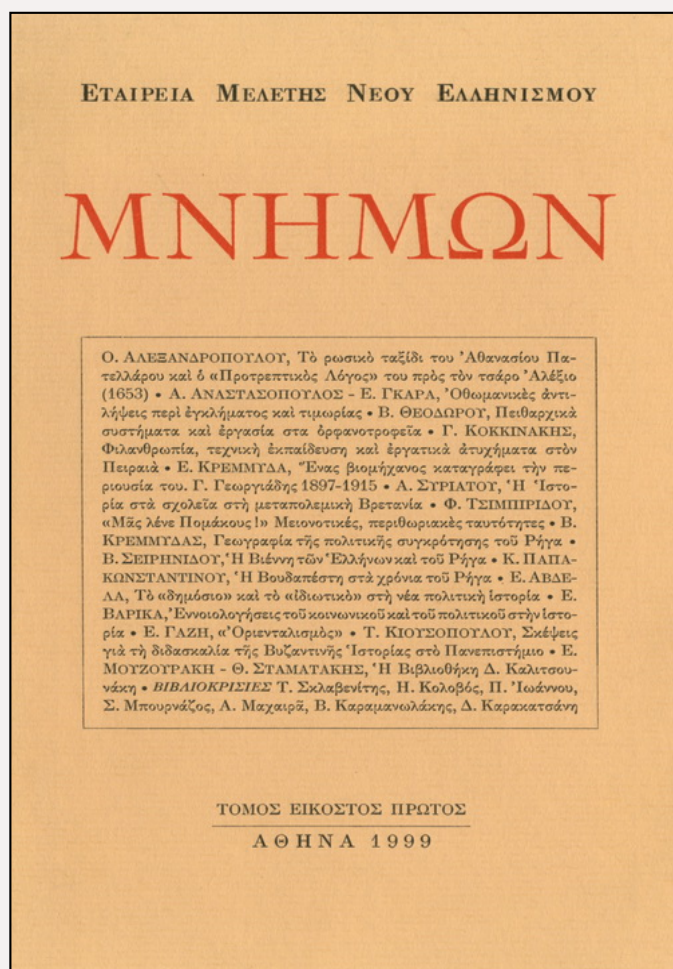 ΕΤΑΙΡΕΙΑ ΜΕΛΕΤΗΣ ΝΕΟΥ ΕΛΛΗΝΙΣΜΟΥ
ΜΝΗΜΩΝ
Ο. ΑΛΕΞΑΝΔΡΟΠΟΥΛΟΥ, Τὸ ρωσικὸ ταξίδι του Ἀθανασίου Πα-
τελλάρου καὶ ὁ «Προτρεπτικὸς Λόγος» του πρὸς τὸν τσάρο Ἀλέξιο
(1653) • Α. ΑΝΑΣΤΑΣΟΠΟΥΛΟΣ - Ε. ΓΚΑΡΑ, Ὀθωμανικὲς ἀντι-
λήψεις περὶ ἐγκλήματος καὶ τιμωρίας • Β. ΘΕΟΔΩΡΟΥ, Πειθαρχικὰ
συστήματα καὶ ἐργασία στα ὀρφανοτροφεῖα • Γ. ΚΟΚΚΙΝΑΚΗΣ,
Φιλανθρωπία, τεχνικὴ ἐκπαίδευση καὶ ἐργατικὰ ἀτυχήματα στὸν
Πειραιὰ • Ε. ΚΡΕΜΜΥΔΑ, Ἕνας βιομήχανος καταγράφει τὴν πε-
ριουσία του. Γ. Γεωργιάδης 1897-1915 • Α. ΣΥΡΙΑΤΟΥ, Ἡ Ἱστο-
ρία στὰ σχολεῖα στὴ μεταπολεμικὴ Βρετανία • Φ. ΤΣΙΜΠΙΡΙΔΟΥ,
«Μᾶς λένε Πομάκους!» Μειονοτικές, περιθωριακὲς ταυτότητες • Β.
ΚΡΕΜΜΥΔΑΣ, Γεωγραφία τῆς πολιτικῆς συγκρότησης τοῦ Ρήγα •
Β. ΣΕΙΡΗΝΙΔΟΥ, Ἡ Βιέννη τῶν Ἑλλήνων καὶ τοῦ Ρήγα • Κ. ΠΑΠΑ-
ΚΩΝΣΤΑΝΤΙΝΟΥ, Ἡ Βουδαπέστη στὰ χρόνια τοῦ Ρήγα • Ε. ΑΒΔΕ-
ΛΑ, Τὸ «δημόσιο» καὶ τὸ «ἰδιωτικὸ» στὴ νέα πολιτικὴ ἱστορία • Ε.
ΒΑΡΙΚΑ, Ἐννοιολογήσεις τοῦ κοινωνικοῦ καὶ τοῦ πολιτικοῦ στὴν ἱστο-
ρία • Ε. ΓΑΖΗ, «Ὀριενταλισμὸς» • Τ. ΚΙΟΥΣΟΠΟΥΛΟΥ, Σκέψεις
γιὰ τὴ διδασκαλία τῆς Βυζαντινῆς Ἱστορίας στὸ Πανεπιστήμιο • Ε.
ΜΟΥΖΟΥΡΑΚΗ - Θ. ΣΤΑΜΑΤΑΚΗΣ, Ἡ Βιβλιοθήκη Δ. Καλιτσου-
νάκη • ΒΙΒΛΙΟΚΡΙΣΙΕΣ Τ. Σκλαβενίτης, Η. Κολοβός, Π. Ἰωάννου,
Σ. Μπουρνάζος, Α. Μαχαιρᾶ, Β. Καραμανωλάκης, Δ. Καρακατσάνη
ΤΟΜΟΣ ΕΙΚΟΣΤΟΣ ΠΡΩΤΟΣ
ΑΘΗΝΑ 1999